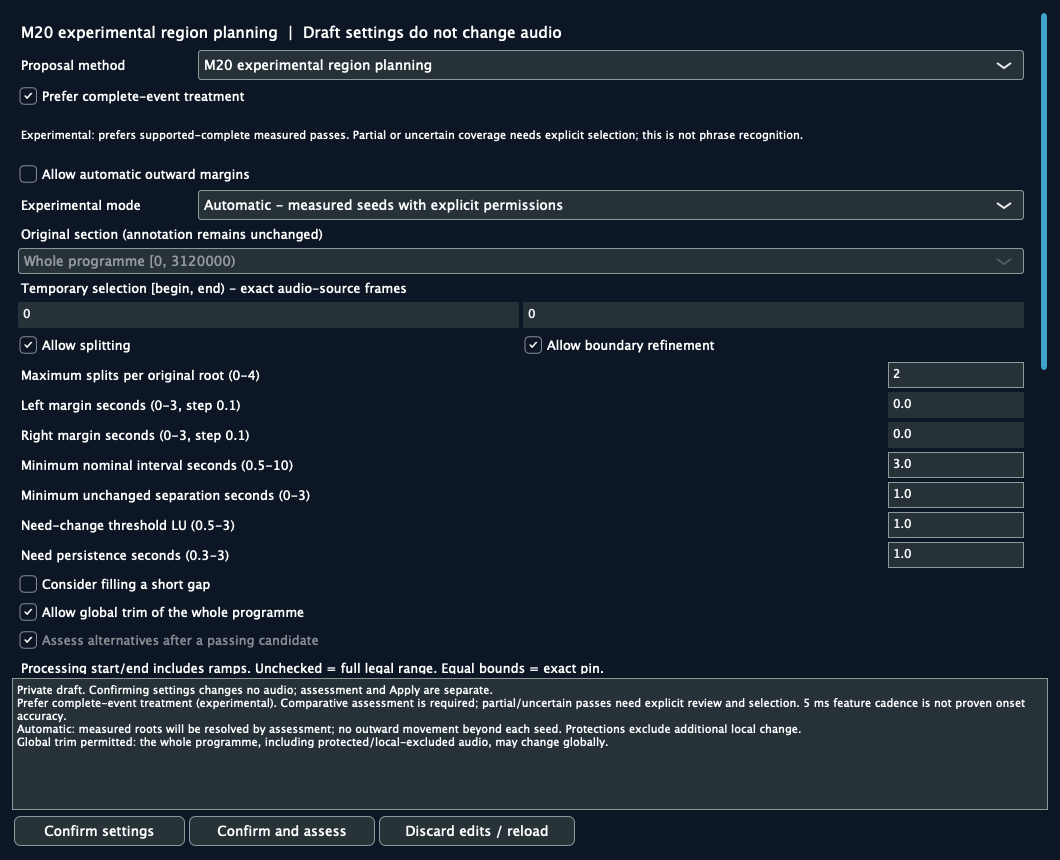 M20 experimental region planning | Draft settings do not change audio
Proposal method
M20 experimental region planning
Prefer complete-event treatment
Experimental: prefers supported-complete measured passes. Partial or uncertain coverage needs explicit selection; this is not phrase recognition.
Allow automatic outward margins
Experimental mode
Automatic – measured seeds with explicit permissions
Original section (annotation remains unchanged)
Whole programme [0, 3120000)
Temporary selection [begin, end) – exact audio-source frames
0 0
Allow splitting Allow boundary refinement
Maximum splits per original root (0–4) 2
Left margin seconds (0–3, step 0.1) 0.0
Right margin seconds (0–3, step 0.1) 0.0
Minimum nominal interval seconds (0.5–10) 3.0
Minimum unchanged separation seconds (0–3) 1.0
Need-change threshold LU (0.5–3) 1.0
Need persistence seconds (0.3–3) 1.0
Consider filling a short gap
Allow global trim of the whole programme
Assess alternatives after a passing candidate
Processing start/end includes ramps. Unchecked = full legal range. Equal bounds = exact pin.
Private draft. Confirming settings changes no audio; assessment and Apply are separate.
Prefer complete-event treatment (experimental). Comparative assessment is required; partial/uncertain passes need explicit review and selection. 5 ms feature cadence is not proven onset
accuracy.
Automatic: measured roots will be resolved by assessment; no outward movement beyond each seed. Protections exclude additional local change.
Global trim permitted: the whole programme, including protected/local-excluded audio, may change globally.
Confirm settings Confirm and assess Discard edits / reload